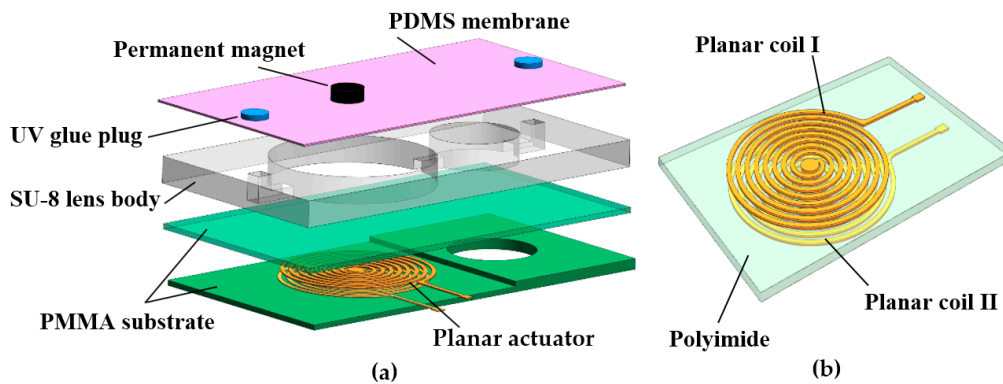 PDMS membrane
Permanent magnet
UV glue plug
SU-8 lens body
PMMA substrate
Planar actuator
(a)
Planar coil I
Planar coil II
Polyimide
(b)